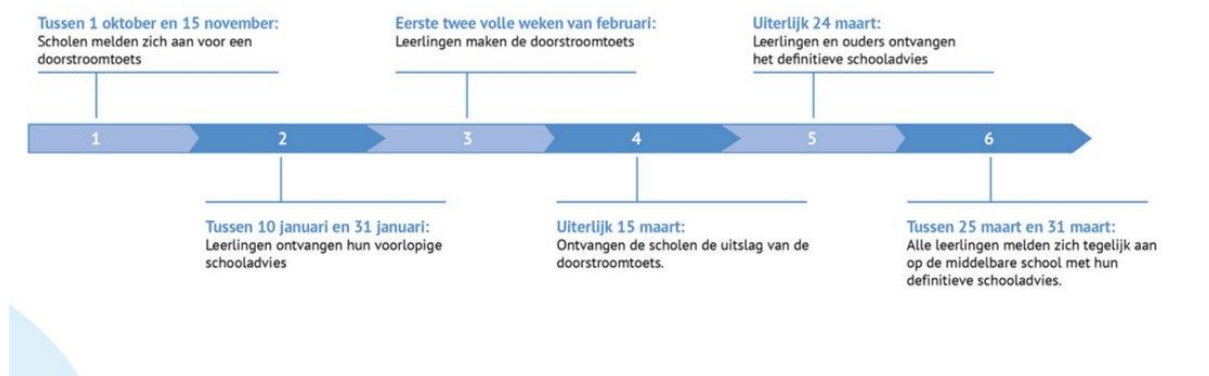 Tussen 1 oktober en 15 november:
Scholen melden zich aan voor een
doorstroomtoets
Eerste twee volle weken van februari:
Leerlingen maken de doorstroomtoets
Uiterlijk 24 maart:
Leerlingen en ouders ontvangen
het definitieve schooladvies
1
2
3
4
5
6
Tussen 10 januari en 31 januari:
Leerlingen ontvangen hun voorlopige
schooladvies
Uiterlijk 15 maart:
Ontvangen de scholen de uitslag van de
doorstroomtoets.
Tussen 25 maart en 31 maart:
Alle leerlingen melden zich tegelijk aan
op de middelbare school met hun
definitieve schooladvies.